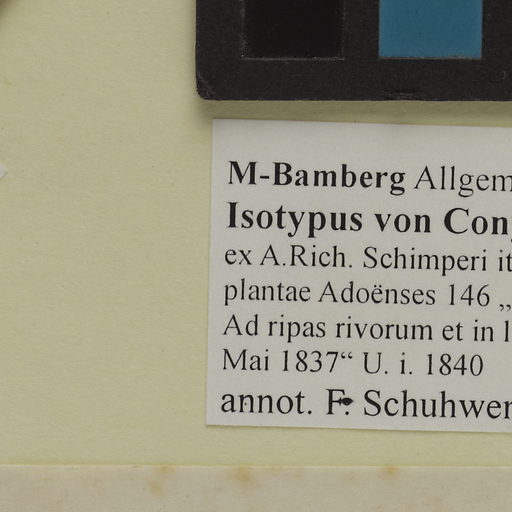 M-Bamberg Allgem
Isotypus von Con
ex A.Rich. Schimperi it
plantae Adoënses 146 „
Ad ripas rivorum et in l
Mai 1837“ U. i. 1840
annot. F. Schuhwer